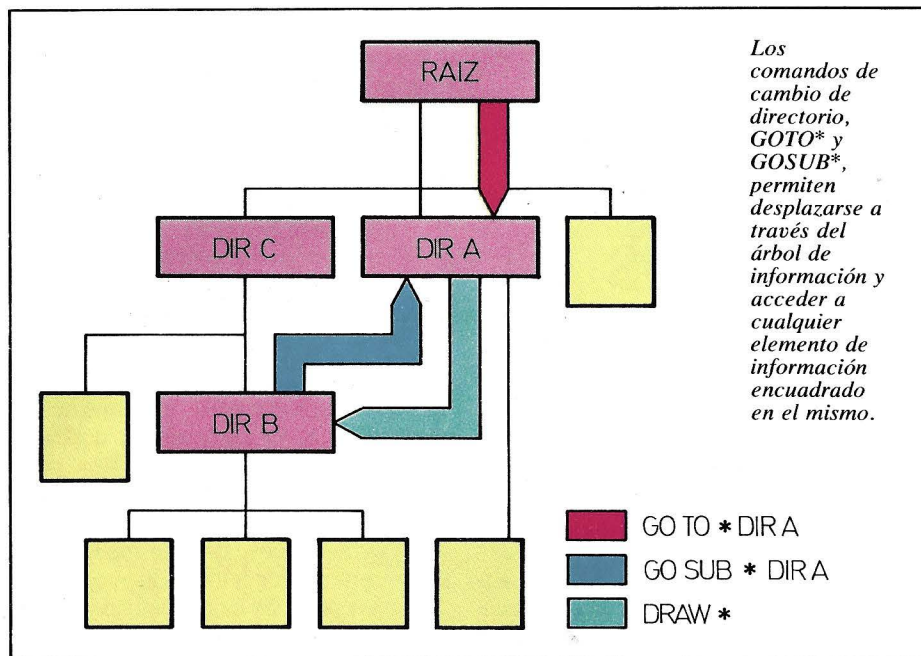 RAIZ
Los
comandos de
cambio de
directorio,
GOTO* y
GOSUB*,
permiten
desplazarse a
través del
árbol de
información y
acceder a
cualquier
elemento de
información
encuadrado
en el mismo.
DIR C
DIR A
DIR B
GO TO * DIR A
GO SUB * DIR A
DRAW *